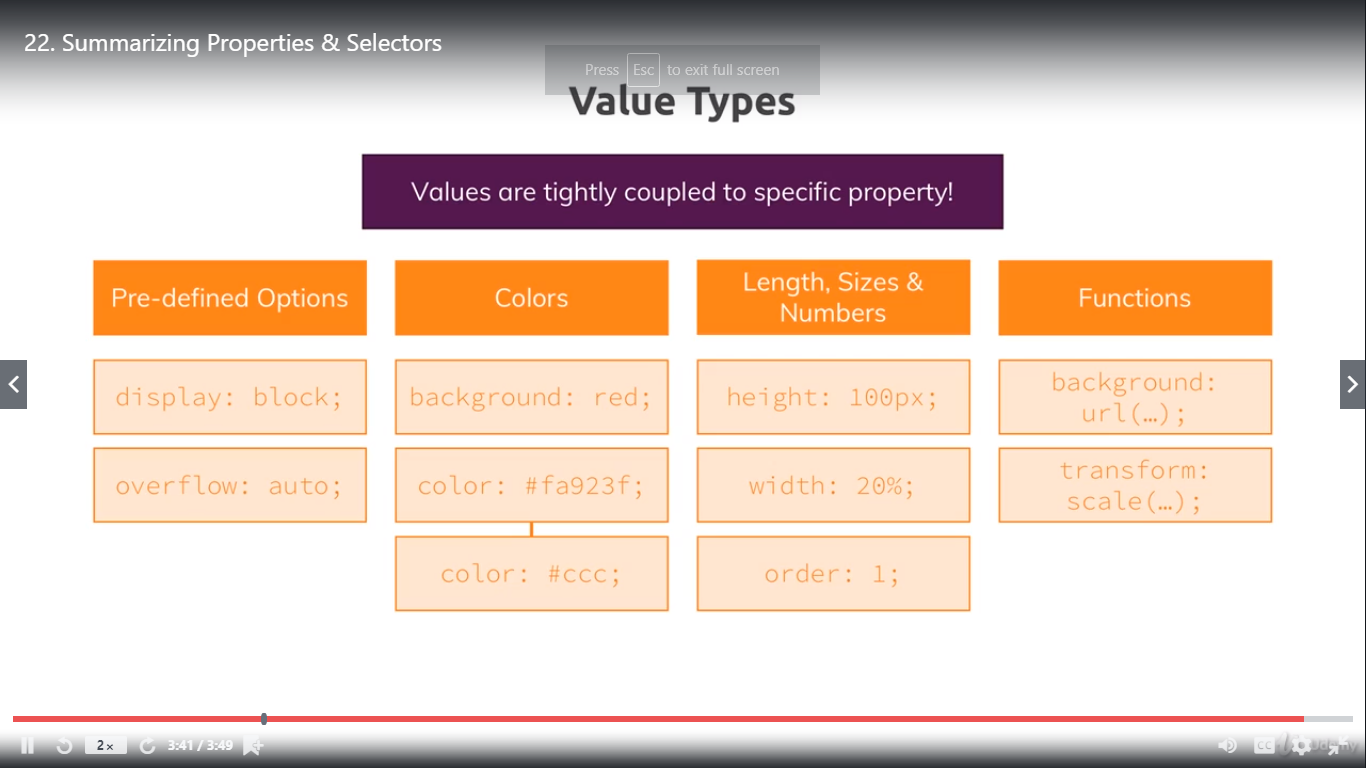 22. Summarizing Properties & Selectors
Press Esc to exit full screen
Value Types
Values are tightly coupled to specific property!
Pre-defined Options
display: block;
overflow: auto;
Colors
background: red;
color: #fa923f;
color: #ccc;
Length, Sizes &
Numbers
height: 100px;
width: 20%;
order: 1;
Functions
background:
url(…);
transform:
scale(…);
2x
3:41 / 3:49
CC